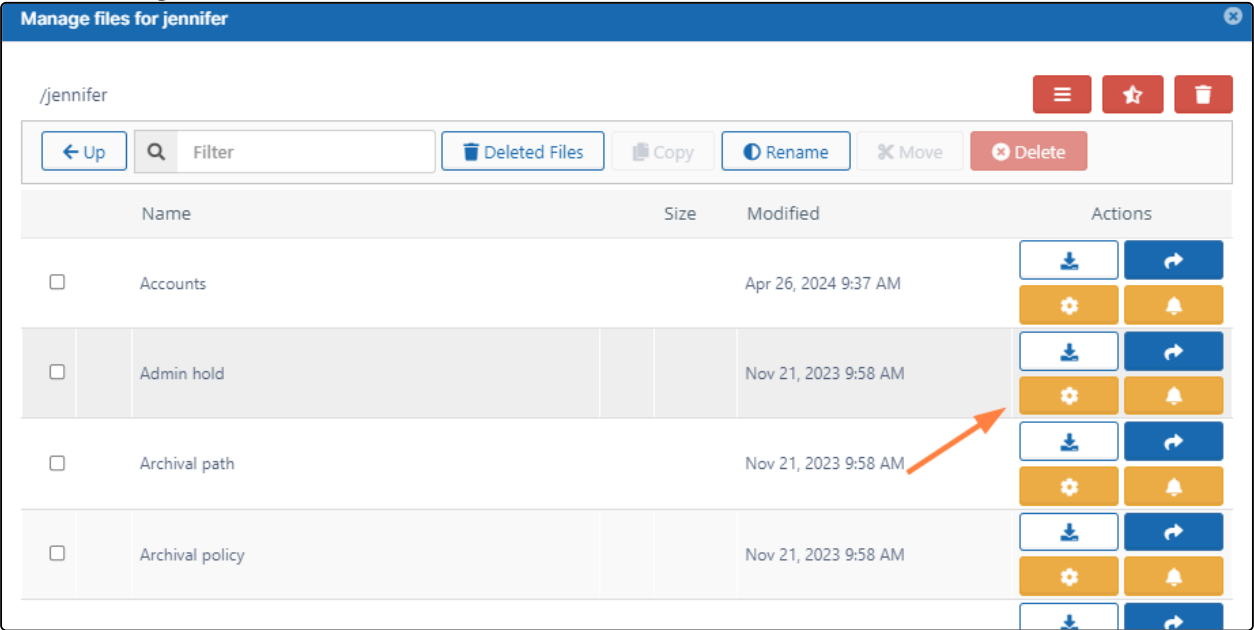 Manage files for jennifer
/jennifer
Up Filter Deleted Files Copy Rename Move Delete
Name Size Modified Actions
Accounts Apr 26, 2024 9:37 AM
Admin hold Nov 21, 2023 9:58 AM
Archival path Nov 21, 2023 9:58 AM
Archival policy Nov 21, 2023 9:58 AM